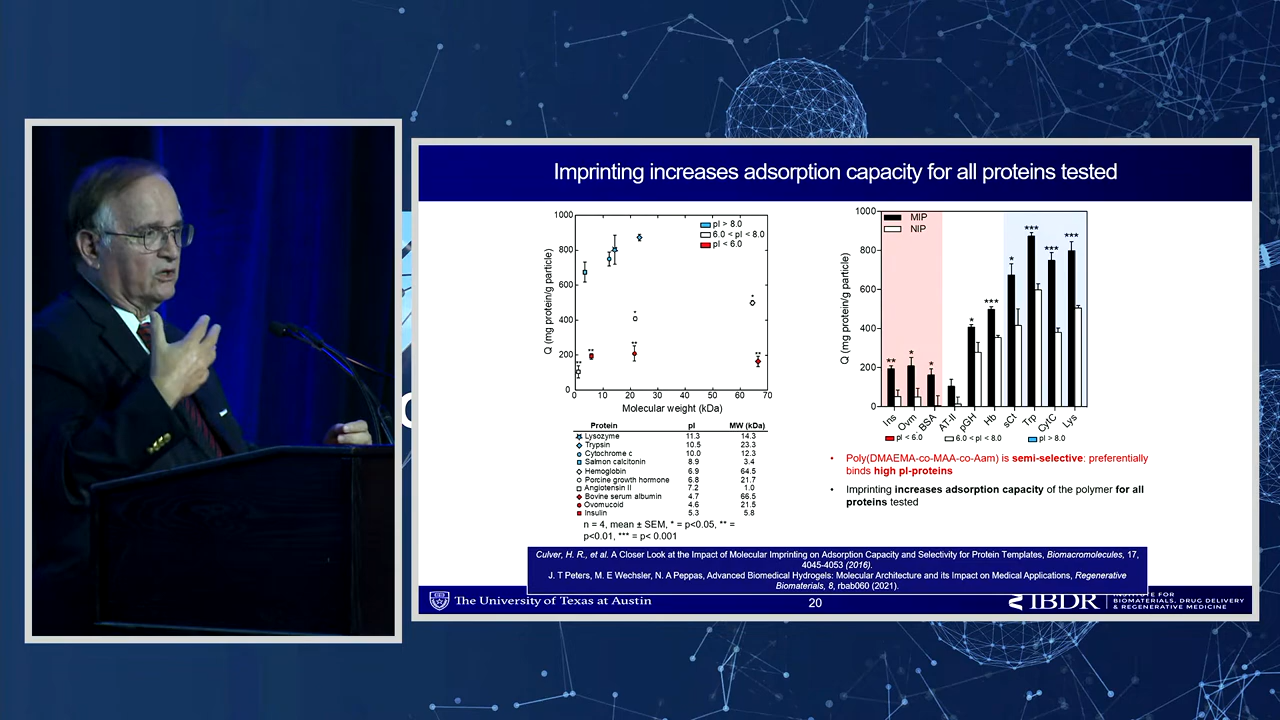 Imprinting increases adsorption capacity for all proteins tested
1000
800
600
400
200
0
Q (mg protein/g particle)
pI > 8.0
6.0 < pI < 8.0
pI < 6.0
*
*
**
**
**
**
0 10 20 30 40 50 60 70
Molecular weight (kDa)
Protein pI MW (kDa)
Lysozyme 11.3 14.3
Trypsin 10.5 23.3
Cytochrome c 10.0 12.3
Salmon calcitonin 8.9 3.4
Hemoglobin 6.9 64.5
Porcine growth hormone 6.8 21.7
Angiotensin II 7.2 1.0
Bovine serum albumin 4.7 66.5
Ovomucoid 4.6 21.5
Insulin 5.3 5.8
n = 4, mean ± SEM, * = p<0.05, ** =
p<0.01, *** = p< 0.001
1000
800
600
400
200
0
Q (mg protein/g particle)
MIP
NIP
** * * * *** * *** *** ***
Ins Ovm BSA AT-II pGH Hb sCt Trp CytC Lys
pI < 6.0 6.0 < pI < 8.0 pI > 8.0
• Poly(DMAEMA-co-MAA-co-Aam) is semi-selective: preferentially
binds high pI-proteins
• Imprinting increases adsorption capacity of the polymer for all
proteins tested
Culver, H. R., et al. A Closer Look at the Impact of Molecular Imprinting on Adsorption Capacity and Selectivity for Protein Templates, Biomacromolecules, 17,
4045-4053 (2016).
J. T Peters, M. E Wechsler, N. A Peppas, Advanced Biomedical Hydrogels: Molecular Architecture and its Impact on Medical Applications, Regenerative
Biomaterials, 8, rbab060 (2021).
The University of Texas at Austin
20
IBDR
INSTITUTE FOR
BIOMATERIALS, DRUG DELIVERY
& REGENERATIVE MEDICINE